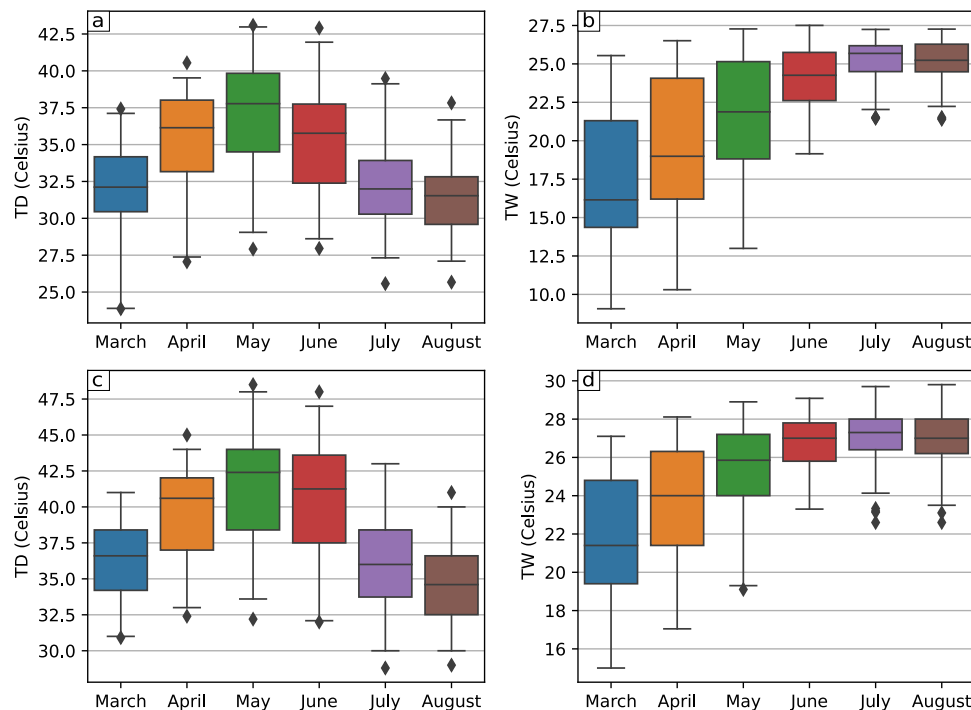 a
TD (Celsius)
42.5
40.0
37.5
35.0
32.5
30.0
27.5
25.0
March April May June July August
b
TW (Celsius)
27.5
25.0
22.5
20.0
17.5
15.0
12.5
10.0
March April May June July August
c
TD (Celsius)
47.5
45.0
42.5
40.0
37.5
35.0
32.5
30.0
March April May June July August
d
TW (Celsius)
30
28
26
24
22
20
18
16
March April May June July August